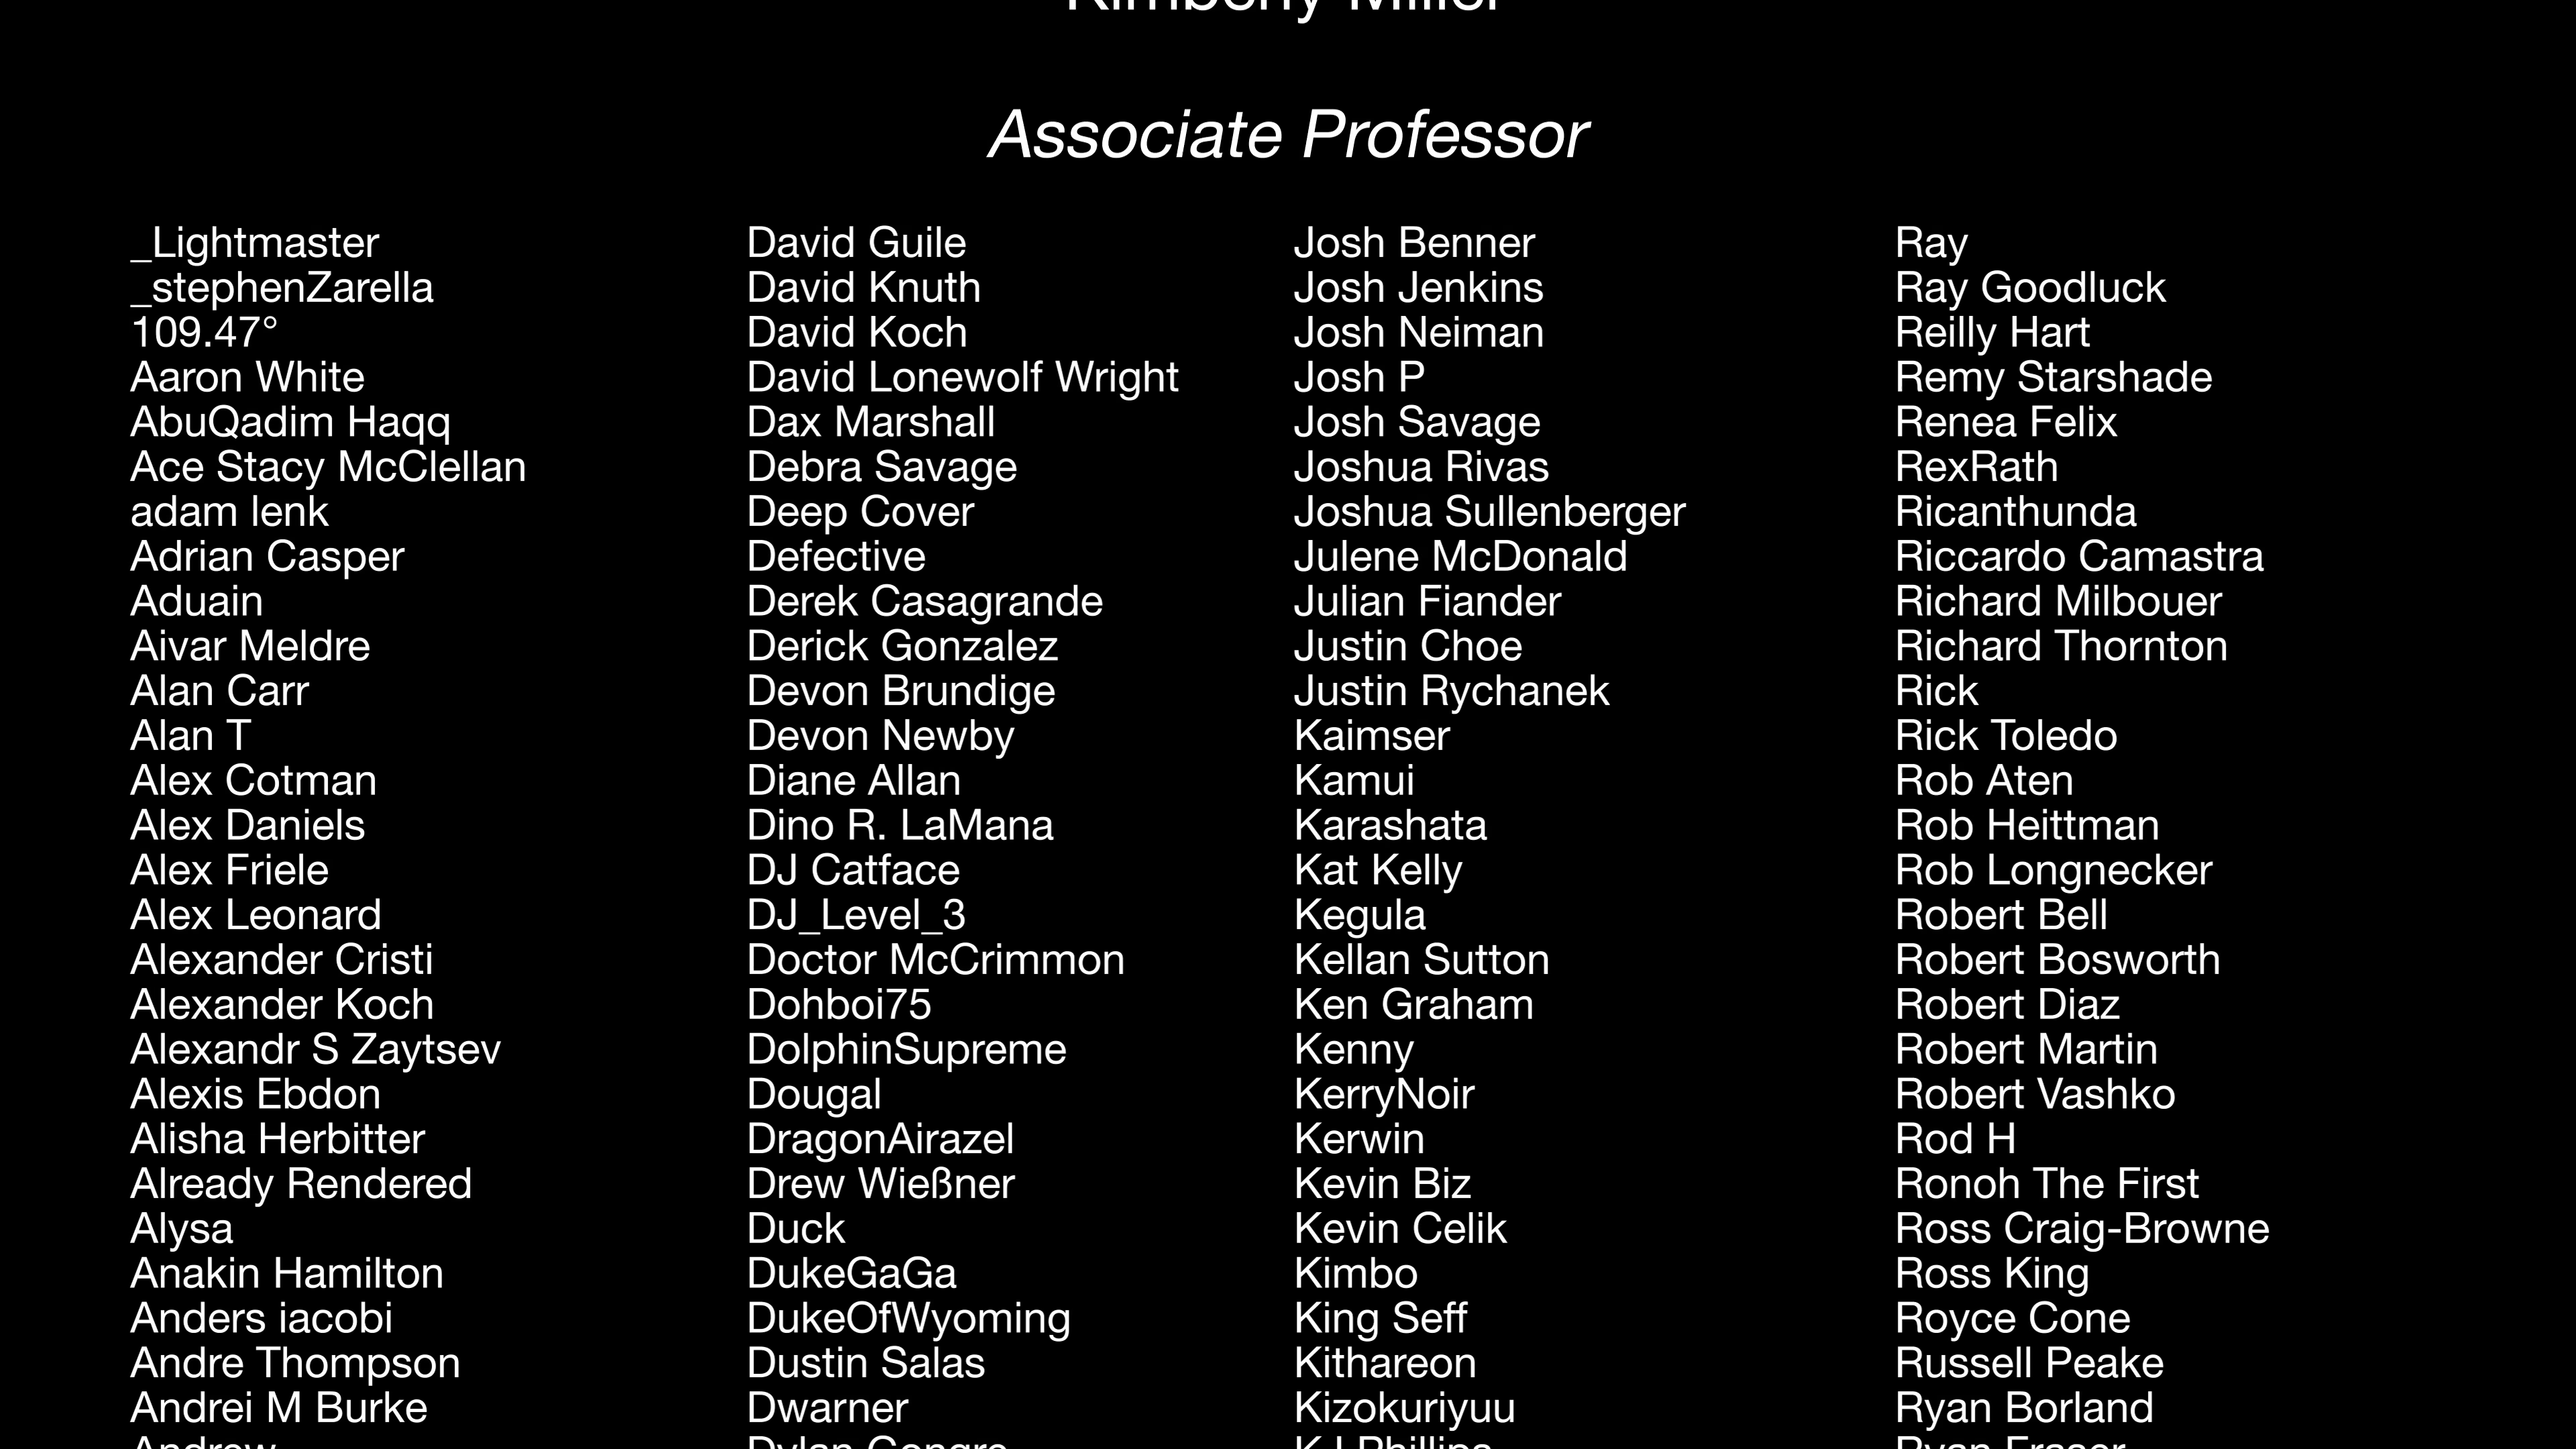 Kimberly Miller
Associate Professor
_Lightmaster
_stephenZarella
109.47°
Aaron White
AbuQadim Haqq
Ace Stacy McClellan
adam lenk
Adrian Casper
Aduain
Aivar Meldre
Alan Carr
Alan T
Alex Cotman
Alex Daniels
Alex Friele
Alex Leonard
Alexander Cristi
Alexander Koch
Alexandr S Zaytsev
Alexis Ebdon
Alisha Herbitter
Already Rendered
Alysa
Anakin Hamilton
Anders iacobi
Andre Thompson
Andrei M Burke
Andrew
David Guile
David Knuth
David Koch
David Lonewolf Wright
Dax Marshall
Debra Savage
Deep Cover
Defective
Derek Casagrande
Derick Gonzalez
Devon Brundige
Devon Newby
Diane Allan
Dino R. LaMana
DJ Catface
DJ_Level_3
Doctor McCrimmon
Dohboi75
DolphinSupreme
Dougal
DragonAirazel
Drew Wießner
Duck
DukeGaGa
DukeOfWyoming
Dustin Salas
Dwarner
Dylan
Josh Benner
Josh Jenkins
Josh Neiman
Josh P
Josh Savage
Joshua Rivas
Joshua Sullenberger
Julene McDonald
Julian Fiander
Justin Choe
Justin Rychanek
Kaimser
Kamui
Karashata
Kat Kelly
Kegula
Kellan Sutton
Ken Graham
Kenny
KerryNoir
Kerwin
Kevin Biz
Kevin Celik
Kimbo
King Seff
Kithareon
Kizokuriyuu
KJ Phillips
Ray
Ray Goodluck
Reilly Hart
Remy Starshade
Renea Felix
RexRath
Ricanthunda
Riccardo Camastra
Richard Milbouer
Richard Thornton
Rick
Rick Toledo
Rob Aten
Rob Heittman
Rob Longnecker
Robert Bell
Robert Bosworth
Robert Diaz
Robert Martin
Robert Vashko
Rod H
Ronoh The First
Ross Craig-Browne
Ross King
Royce Cone
Russell Peake
Ryan Borland
Ryan Fraser